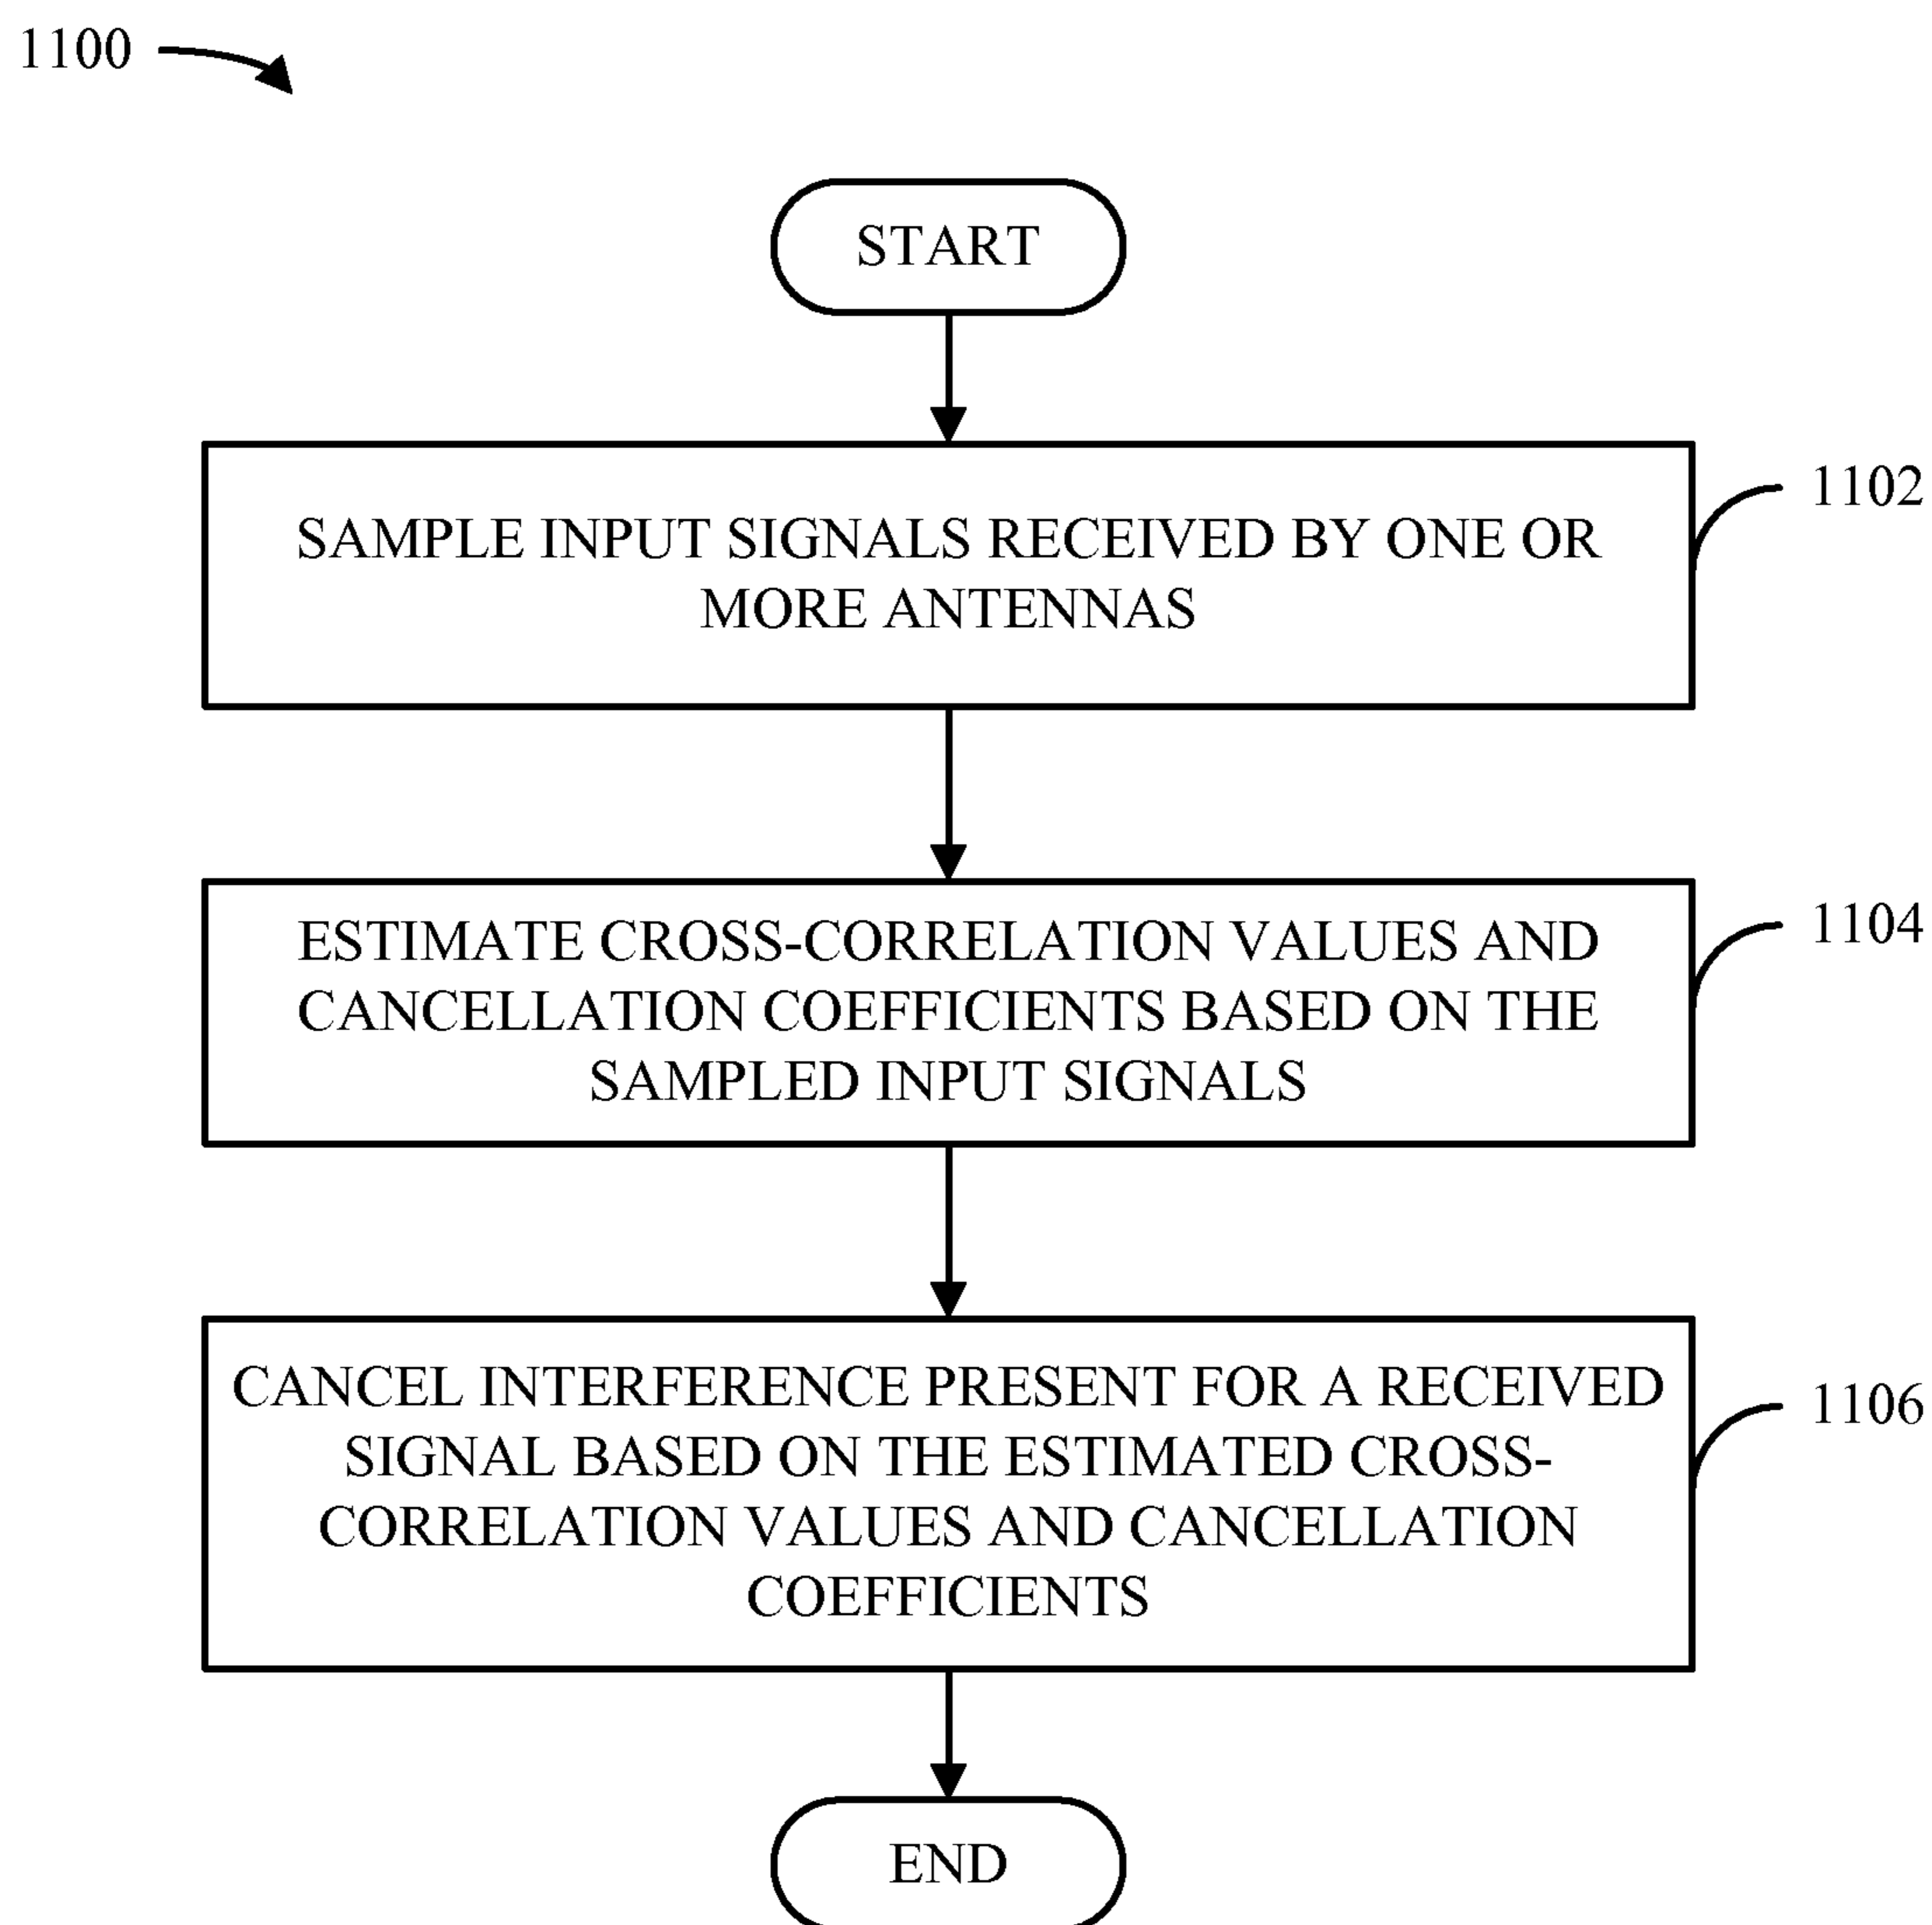 1100
START
SAMPLE INPUT SIGNALS RECEIVED BY ONE OR
MORE ANTENNAS
1102
ESTIMATE CROSS-CORRELATION VALUES AND
CANCELLATION COEFFICIENTS BASED ON THE
SAMPLED INPUT SIGNALS
1104
CANCEL INTERFERENCE PRESENT FOR A RECEIVED
SIGNAL BASED ON THE ESTIMATED CROSS-
CORRELATION VALUES AND CANCELLATION
COEFFICIENTS
1106
END